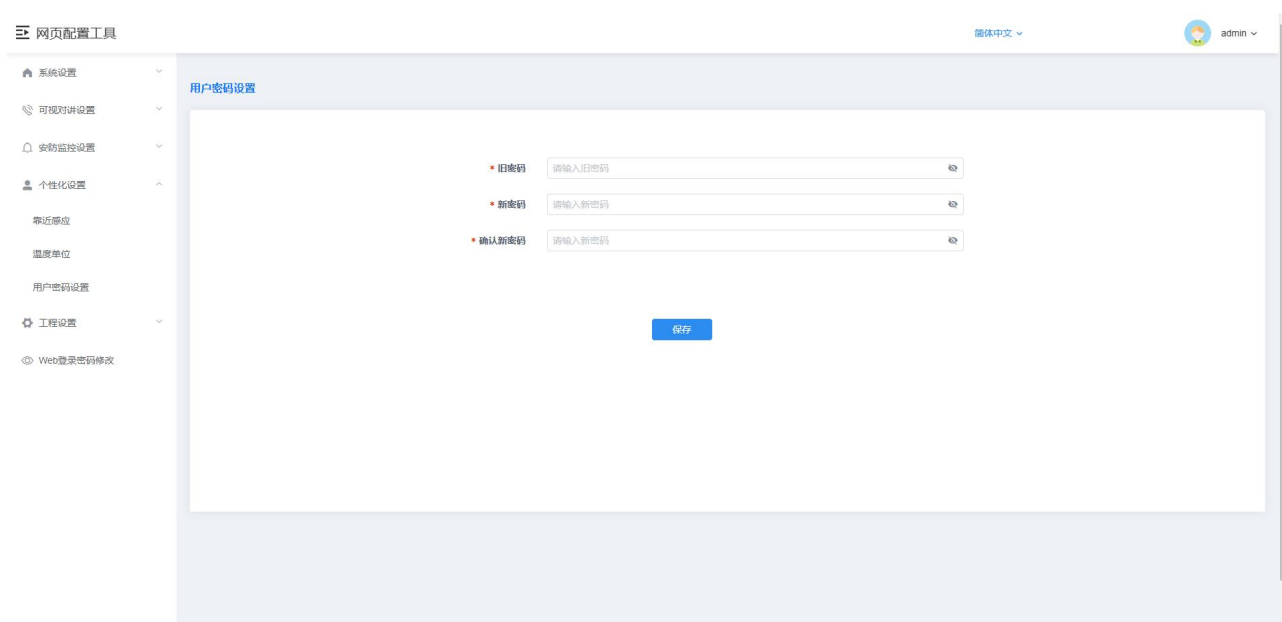 网页配置工具
简体中文
admin
系统设置
可视对讲设置
安防监控设置
个性化设置
靠近感应
温度单位
用户密码设置
工程设置
Web登录密码修改
用户密码设置
* 旧密码 请输入旧密码
* 新密码 请输入新密码
* 确认新密码 请输入新密码
保存